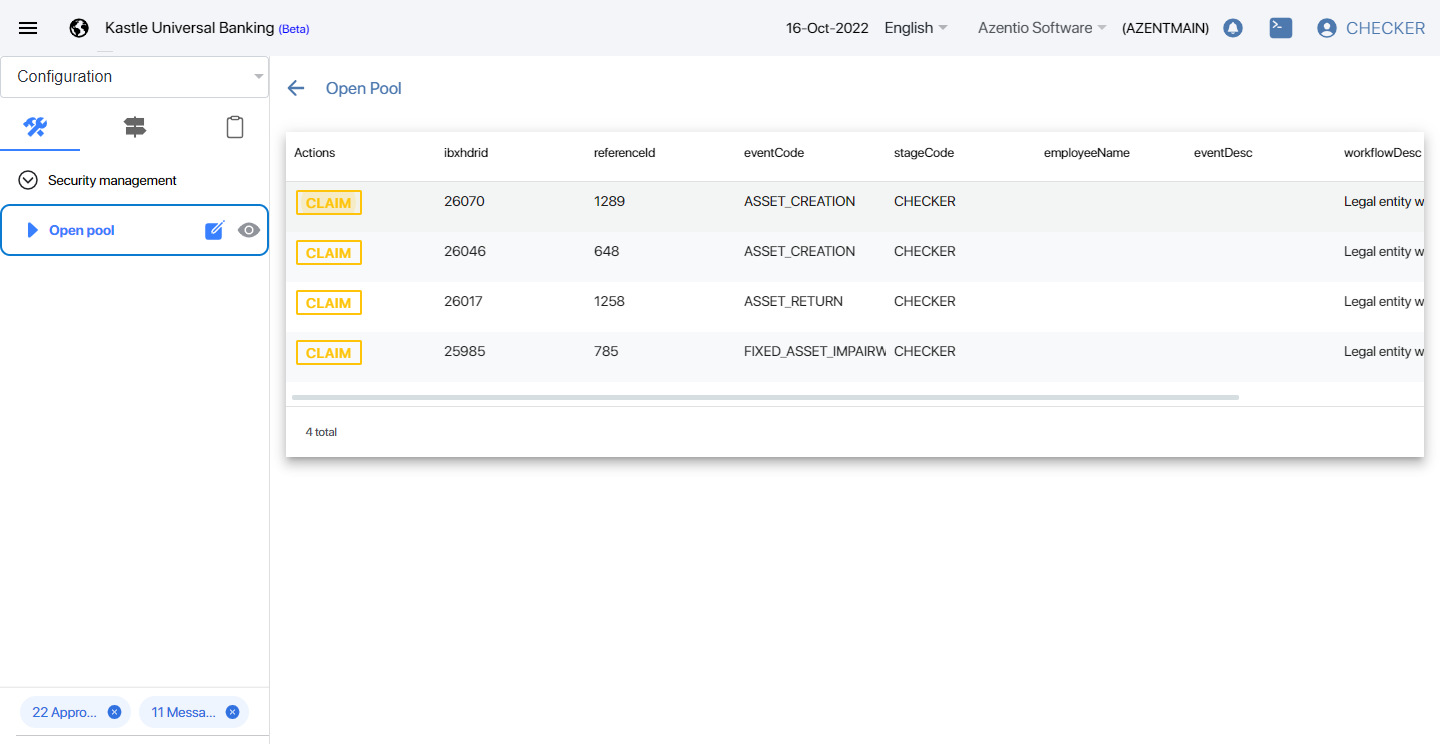 Kastle Universal Banking (Beta) 16-Oct-2022 English Azentio Software (AZENTMAIN) CHECKER
Configuration
Security management
Open pool
22 Appro...
11 Messa...
Open Pool
Actions ibxhdrid referenceId eventCode stageCode employeeName eventDesc workflowDesc
CLAIM 26070 1289 ASSET_CREATION CHECKER Legal entity w
CLAIM 26046 648 ASSET_CREATION CHECKER Legal entity w
CLAIM 26017 1258 ASSET_RETURN CHECKER Legal entity w
CLAIM 25985 785 FIXED_ASSET_IMPAIRW CHECKER Legal entity w
4 total